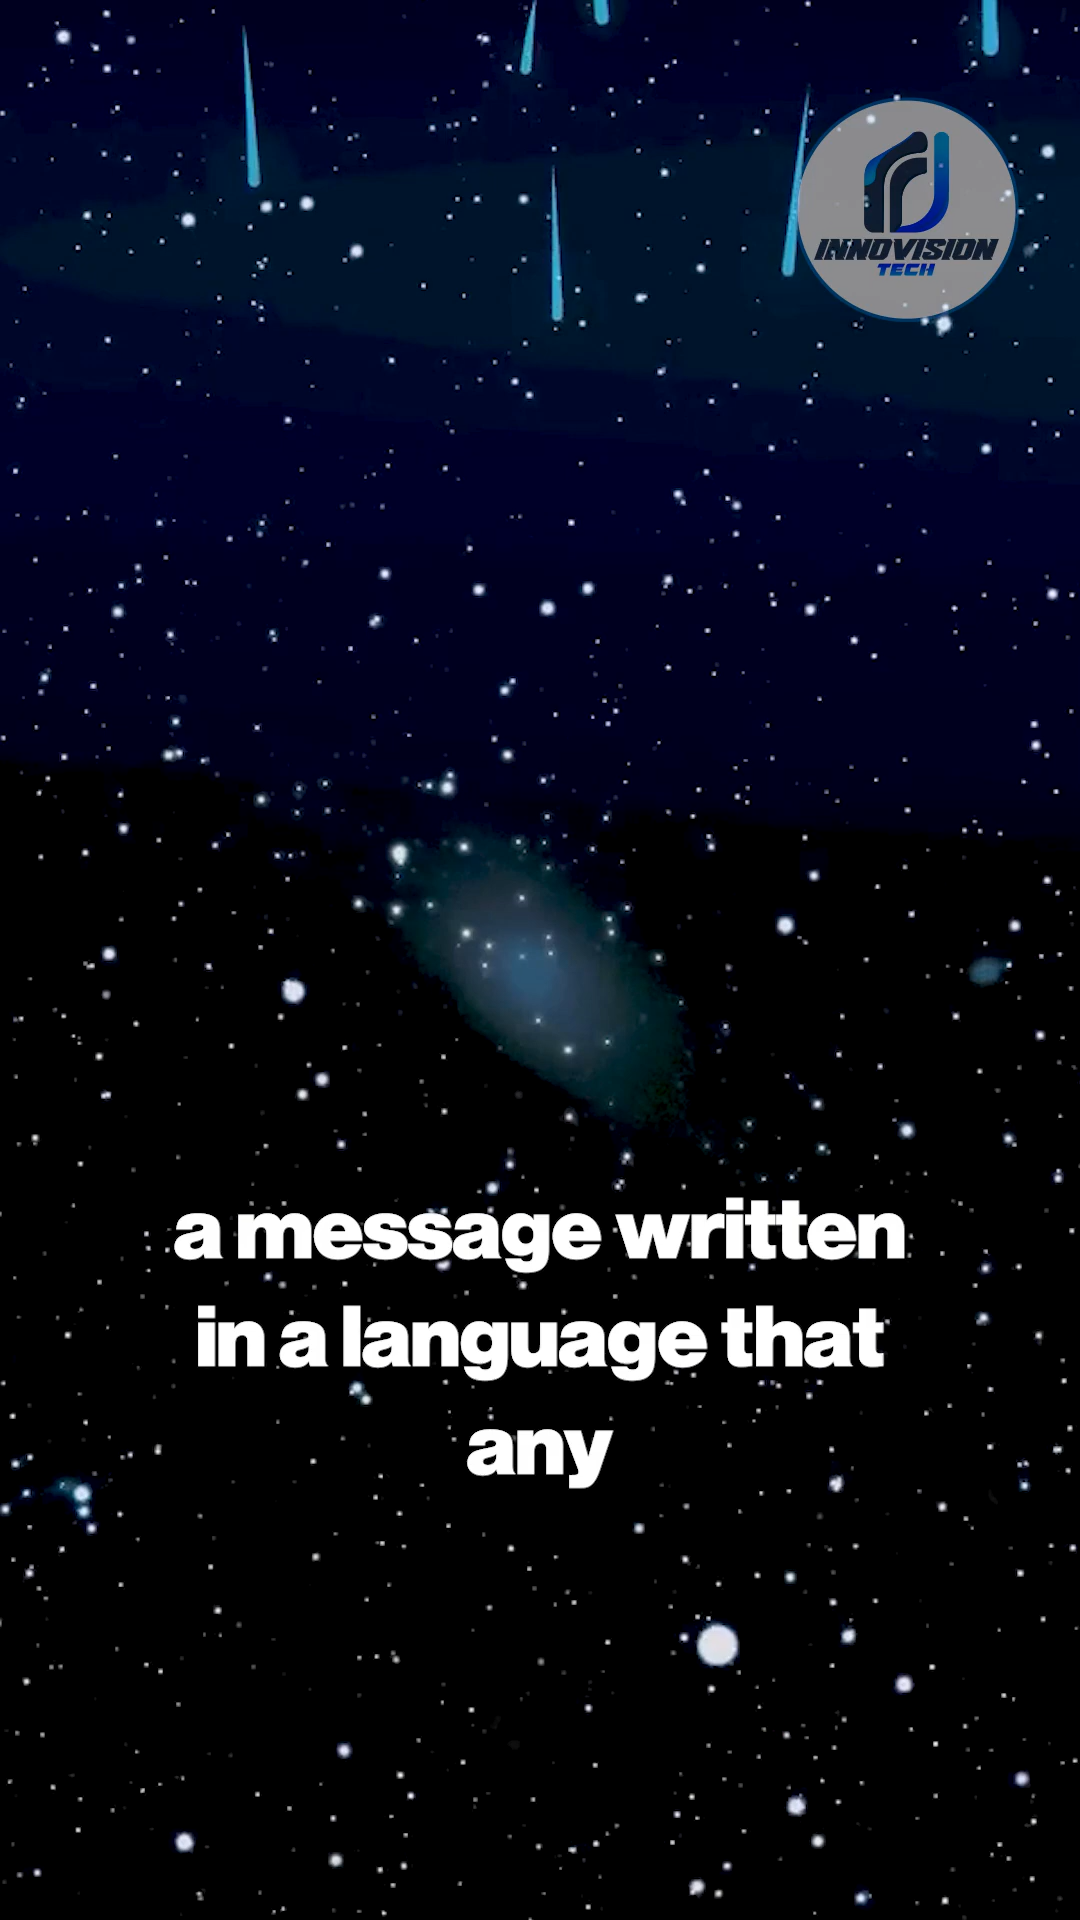 INNOVISION
TECH
a message written
in a language that
any